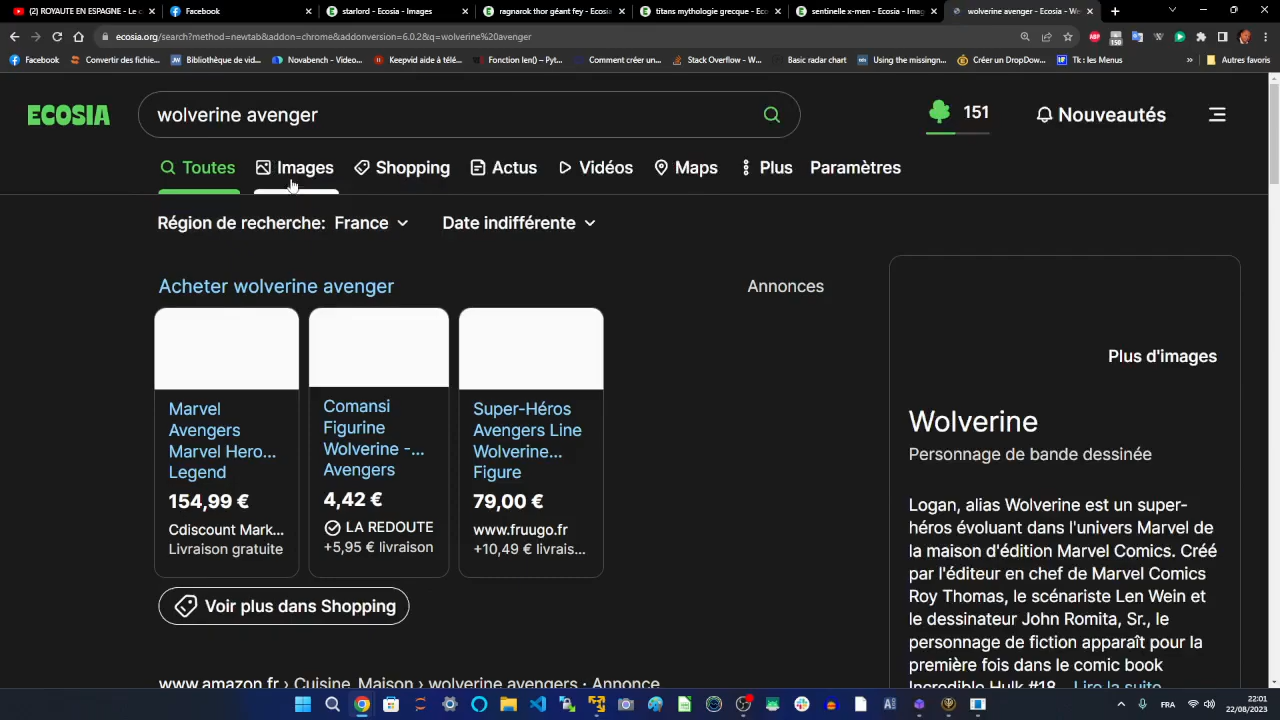 (2) ROYAUTE EN ESPAGNE - Le c
Facebook
starlord - Ecosia - Images
ragnarok thor géant fey - Ecosi
titans mythologie grecque - Ec
sentinelle x-men - Ecosia - Imag
wolverine avenger - Ecosia - We
ecosia.org/search?method=newtab&addon=chrome&addonversion=6.0.2&q=wolverine%20avenger
150
Facebook
Convertir des fichie...
Bibliothèque de vid...
Novabench - Video...
Keepvid aide à télé...
Fonction len() – Pyt...
Comment créer un...
Stack Overflow - W...
Basic radar chart
Using the missingn...
Créer un DropDow...
Tk : les Menus
»
Autres favoris
ECOSIA
wolverine avenger
151
Nouveautés
Toutes
Images
Shopping
Actus
Vidéos
Maps
Plus
Paramètres
Région de recherche: France
Date indifférente
Acheter wolverine avenger
Annonces
Marvel
Avengers
Marvel Hero...
Legend
154,99 €
Cdiscount Mark...
Livraison gratuite
Comansi
Figurine
Wolverine -...
Avengers
4,42 €
LA REDOUTE
+5,95 € livraison
Super-Héros
Avengers Line
Wolverine...
Figure
79,00 €
www.fruugo.fr
+10,49 € livrais...
Voir plus dans Shopping
www.amazon.fr › Cuisine, Maison › wolverine avengers · Annonce
Plus d'images
Wolverine
Personnage de bande dessinée
Logan, alias Wolverine est un super-
héros évoluant dans l'univers Marvel de
la maison d'édition Marvel Comics. Créé
par l'éditeur en chef de Marvel Comics
Roy Thomas, le scénariste Len Wein et
le dessinateur John Romita, Sr., le
personnage de fiction apparaît pour la
première fois dans le comic book
Incredible Hulk #18... Lire la suite
FRA
22:01
22/08/2023